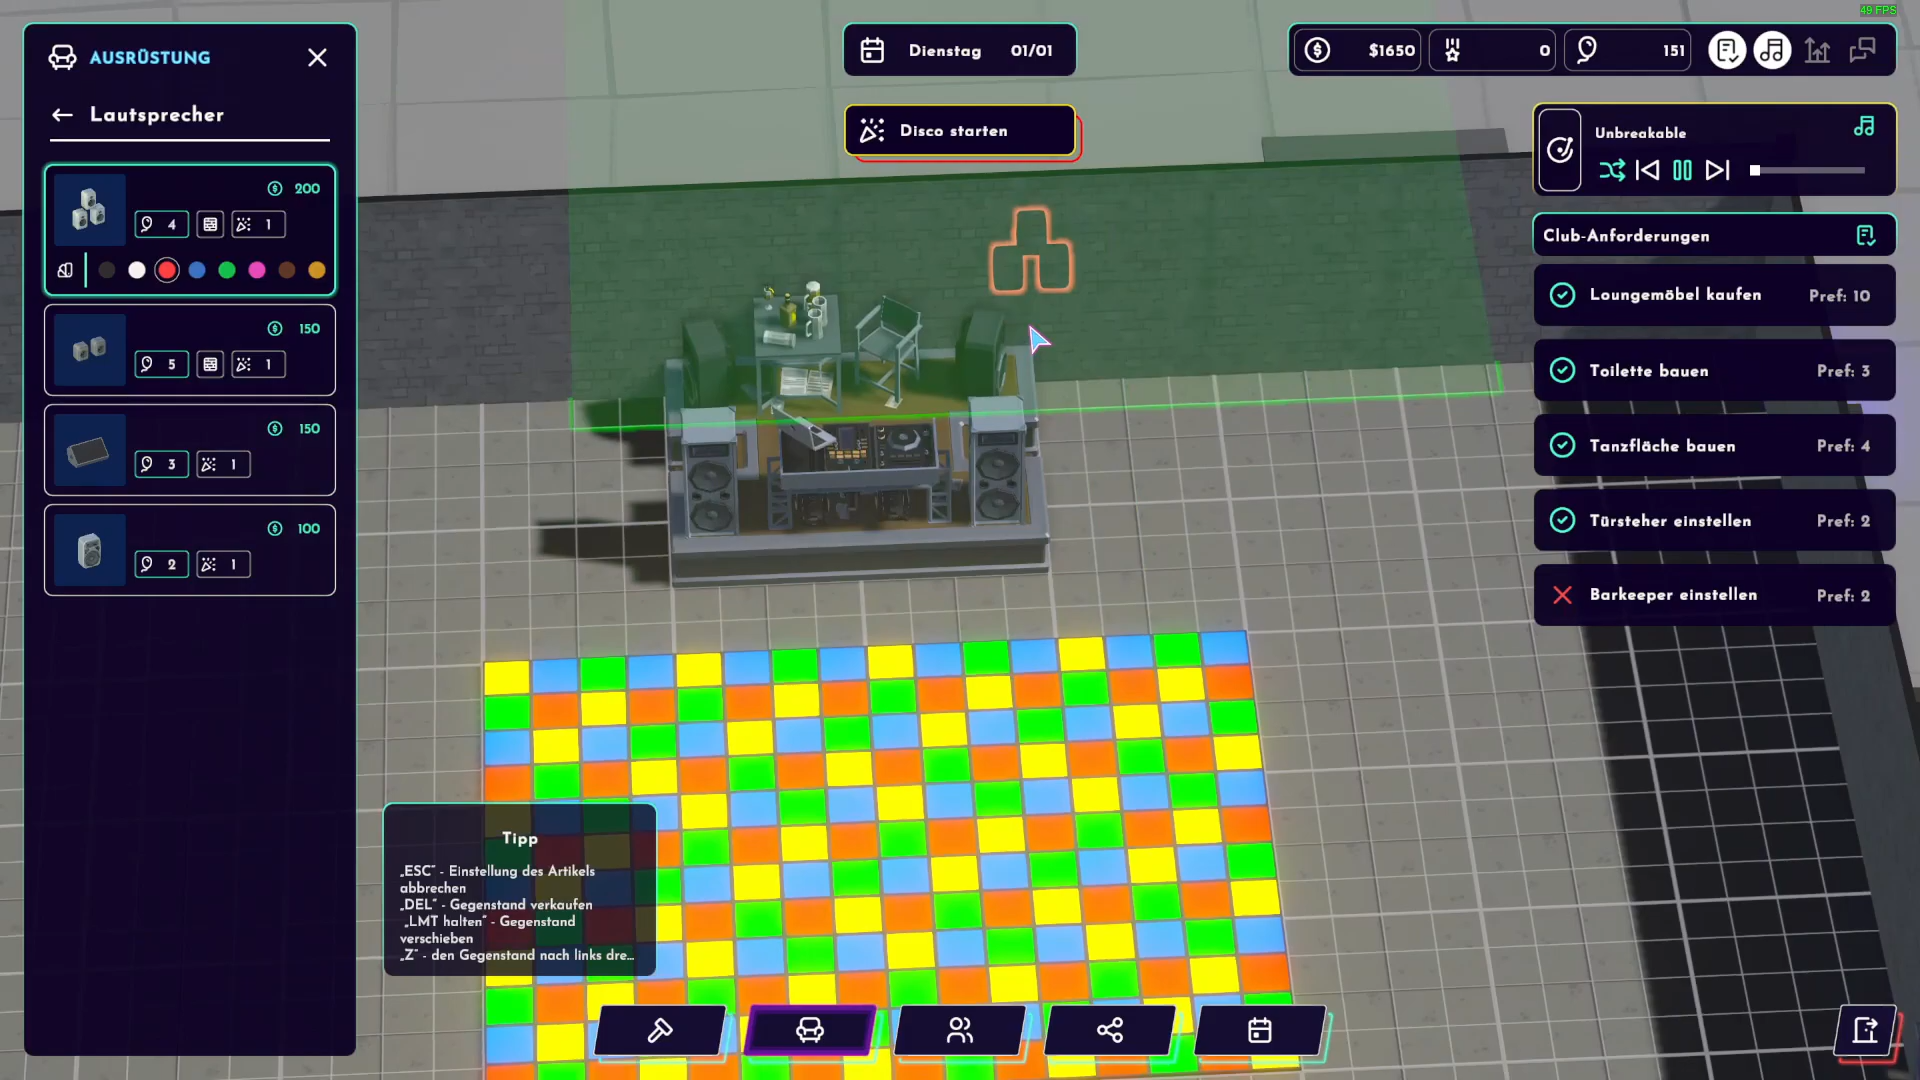 49 FPS
AUSRÜSTUNG
Lautsprecher
200
4
1
150
5
1
150
3
1
100
2
1
Dienstag 01/01
Disco starten
$1650
0
151
Unbreakable
Club-Anforderungen
Loungemöbel kaufen Pref: 10
Toilette bauen Pref: 3
Tanzfläche bauen Pref: 4
Türsteher einstellen Pref: 2
Barkeeper einstellen Pref: 2
Tipp
„ESC“ - Einstellung des Artikels
abbrechen
„DEL“ - Gegenstand verkaufen
„LMT halten“ - Gegenstand
verschieben
„Z“ - den Gegenstand nach links dre...